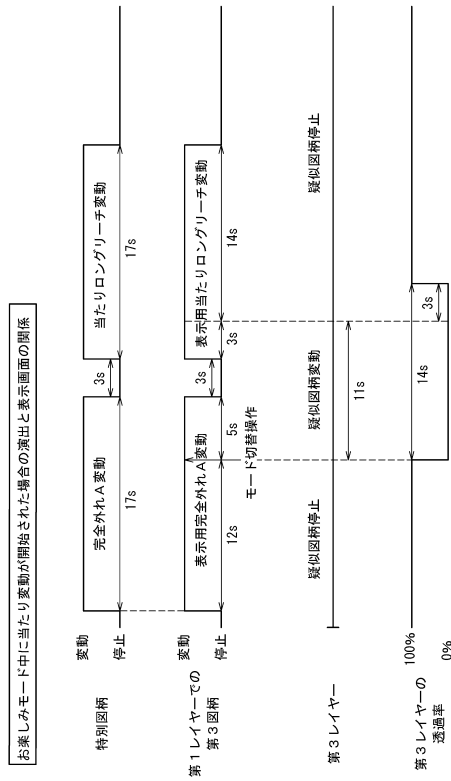 お楽しみモード中に当たり変動が開始された場合の演出と表示画面の関係
特別図柄
変動
停止
完全外れA変動
17s
3s
当たりロングリーチ変動
17s
第1レイヤーでの
第3図柄
変動
停止
表示用完全外れA変動
12s
5s
モード切替操作
3s
表示用当たりロングリーチ変動
3s
14s
第3レイヤー
疑似図柄停止
疑似図柄変動
11s
疑似図柄停止
第3レイヤーの
透過率
100%
0%
14s
3s